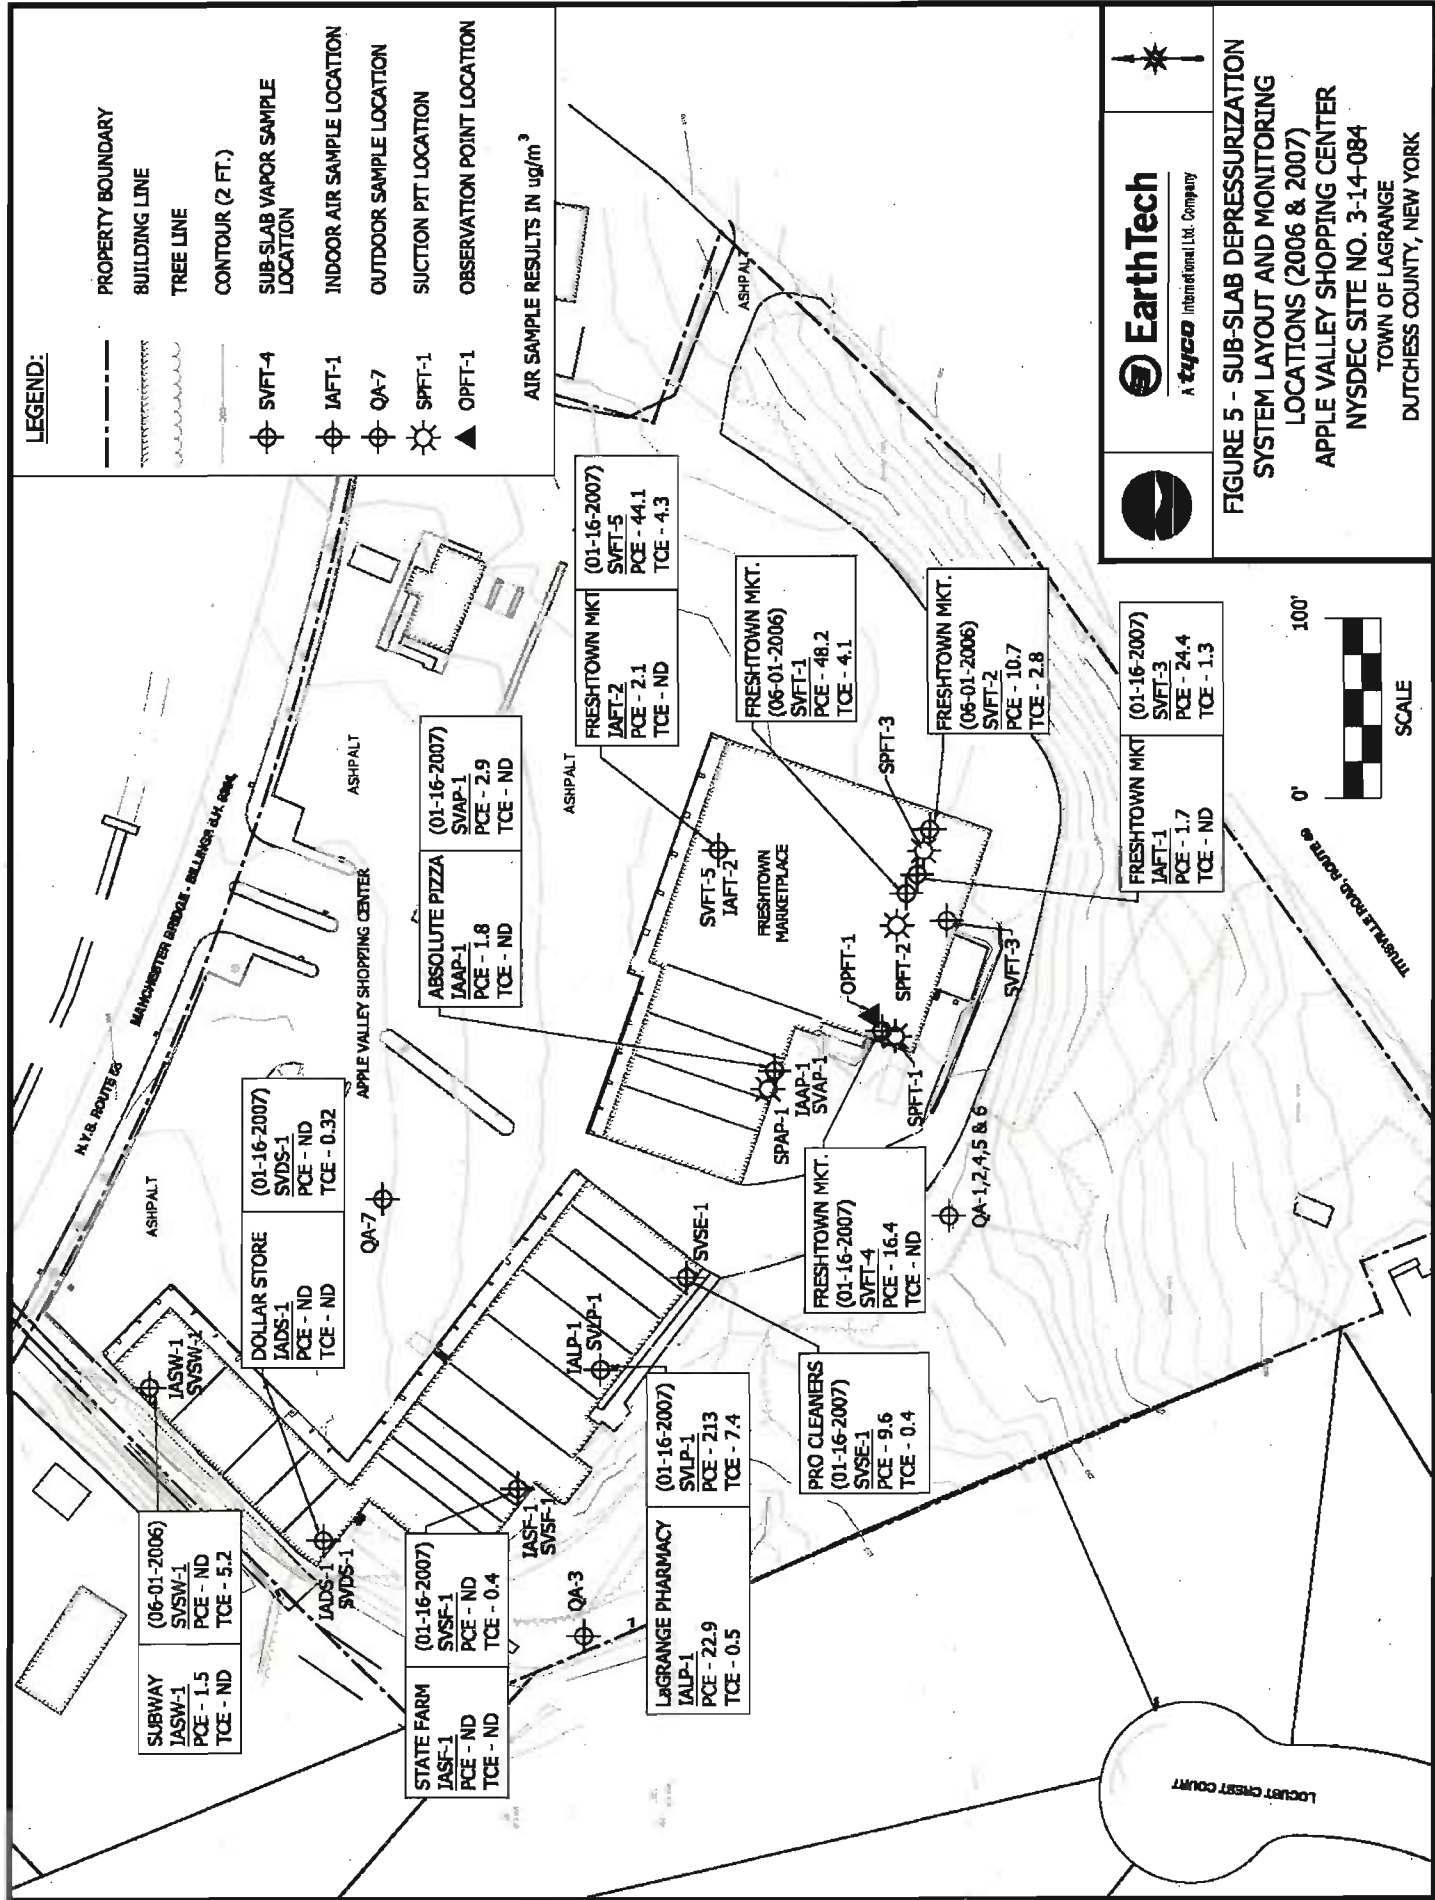 LEGEND:
PROPERTY BOUNDARY
BUILDING LINE
TREE LINE
CONTOUR (2 FT.)
SVFT-4 SUB-SLAB VAPOR SAMPLE
LOCATION
IAFT-1 INDOOR AIR SAMPLE LOCATION
QA-7 OUTDOOR SAMPLE LOCATION
SPFT-1 SUCTION PIT LOCATION
OPFT-1 OBSERVATION POINT LOCATION
AIR SAMPLE RESULTS IN ug/m³
SUBWAY
IASW-1
PCE - 1.5
TCE - ND
(06-01-2006)
SVSW-1
PCE - ND
TCE - 5.2
IASW-1
SVSW-1
DOLLAR STORE
IADS-1
PCE - ND
TCE - ND
(01-16-2007)
SVDS-1
PCE - ND
TCE - 0.32
IADS-1
SVDS-1
STATE FARM
IASF-1
PCE - ND
TCE - ND
(01-16-2007)
SVSF-1
PCE - ND
TCE - 0.4
IASF-1
SVSF-1
LaGRANGE PHARMACY
IALP-1
PCE - 22.9
TCE - 0.5
(01-16-2007)
SVLP-1
PCE - 213
TCE - 7.4
IALP-1
SVLP-1
PRO CLEANERS
(01-16-2007)
SVSE-1
PCE - 9.6
TCE - 0.4
SVSE-1
ABSOLUTE PIZZA
IAAP-1
PCE - 1.8
TCE - ND
(01-16-2007)
SVAP-1
PCE - 2.9
TCE - ND
SPAP-1
IAAP-1
SVAP-1
FRESHTOWN MKT
IAFT-2
PCE - 2.1
TCE - ND
(01-16-2007)
SVFT-5
PCE - 44.1
TCE - 4.3
SVFT-5
IAFT-2
FRESHTOWN
MARKETPLACE
FRESHTOWN MKT.
(06-01-2006)
SVFT-1
PCE - 48.2
TCE - 4.1
FRESHTOWN MKT.
(06-01-2006)
SVFT-2
PCE - 10.7
TCE - 2.8
FRESHTOWN MKT
IAFT-1
PCE - 1.7
TCE - ND
(01-16-2007)
SVFT-3
PCE - 24.4
TCE - 1.3
FRESHTOWN MKT.
(01-16-2007)
SVFT-4
PCE - 16.4
TCE - ND
OPFT-1
SPFT-1
SPFT-2
SPFT-3
SVFT-3
QA-1,2,4,5 & 6
QA-3
QA-7
ASHPALT
ASHPALT
ASHPALT
ASHPALT
APPLE VALLEY SHOPPING CENTER
N.Y.S. ROUTE 55
MANCHESTER BRIDGE - BILLINGS
TITUSVILLE ROAD, ROUTE 49
LOCUST CREST COURT
0' 100'
SCALE
EarthTech
A tyco International Ltd. Company
FIGURE 5 - SUB-SLAB DEPRESSURIZATION
SYSTEM LAYOUT AND MONITORING
LOCATIONS (2006 & 2007)
APPLE VALLEY SHOPPING CENTER
NYSDEC SITE NO. 3-14-084
TOWN OF LAGRANGE
DUTCHESS COUNTY, NEW YORK